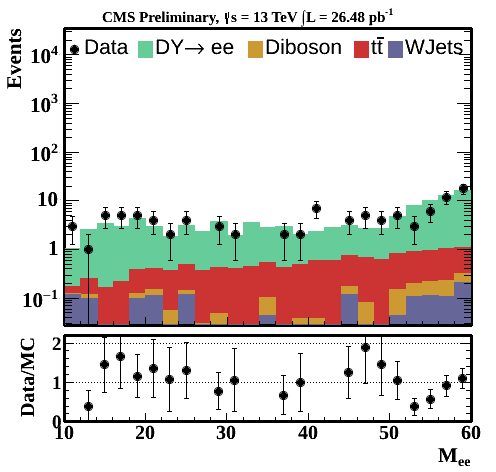 CMS Preliminary, √s = 13 TeV ∫L = 26.48 pb⁻¹
Events
Data DY→ ee Diboson tt̄ WJets
10⁴
10³
10²
10
1
10⁻¹
Data/MC
2
1
0
10 20 30 40 50 60
Mₑₑ